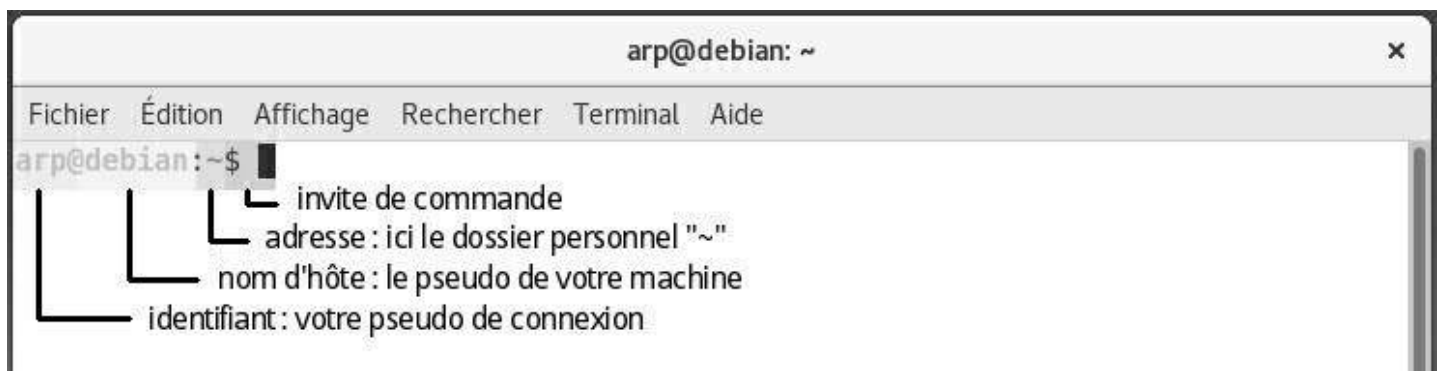 arp@debian: ~ ×
Fichier Édition Affichage Rechercher Terminal Aide
arp@debian:~$
invite de commande
adresse : ici le dossier personnel "~"
nom d'hôte : le pseudo de votre machine
identifiant : votre pseudo de connexion